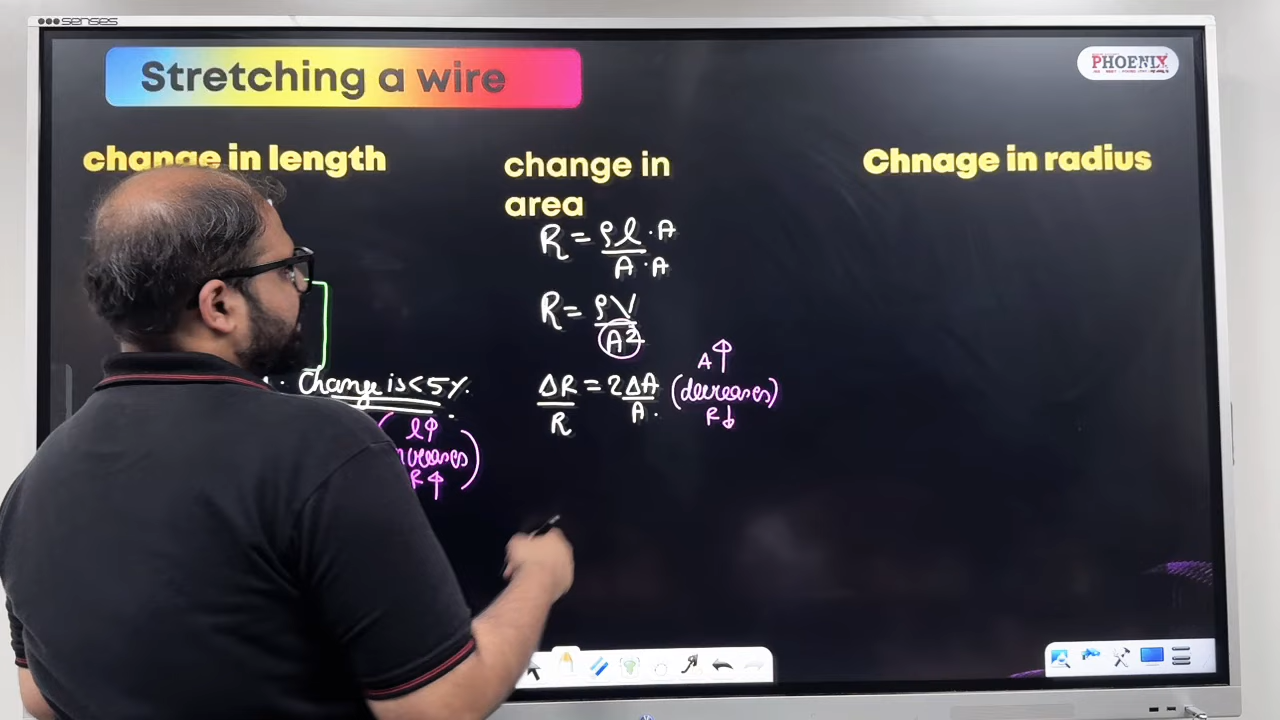 senses
Stretching a wire
PHOENIX
change in length
change in
area
Chnage in radius
R = ρl · A
A · A
R = ρV
A²
Change is < 5%.
ΔR = 2ΔA (decreases)
R A
A↑
R↓
l↑
R↑